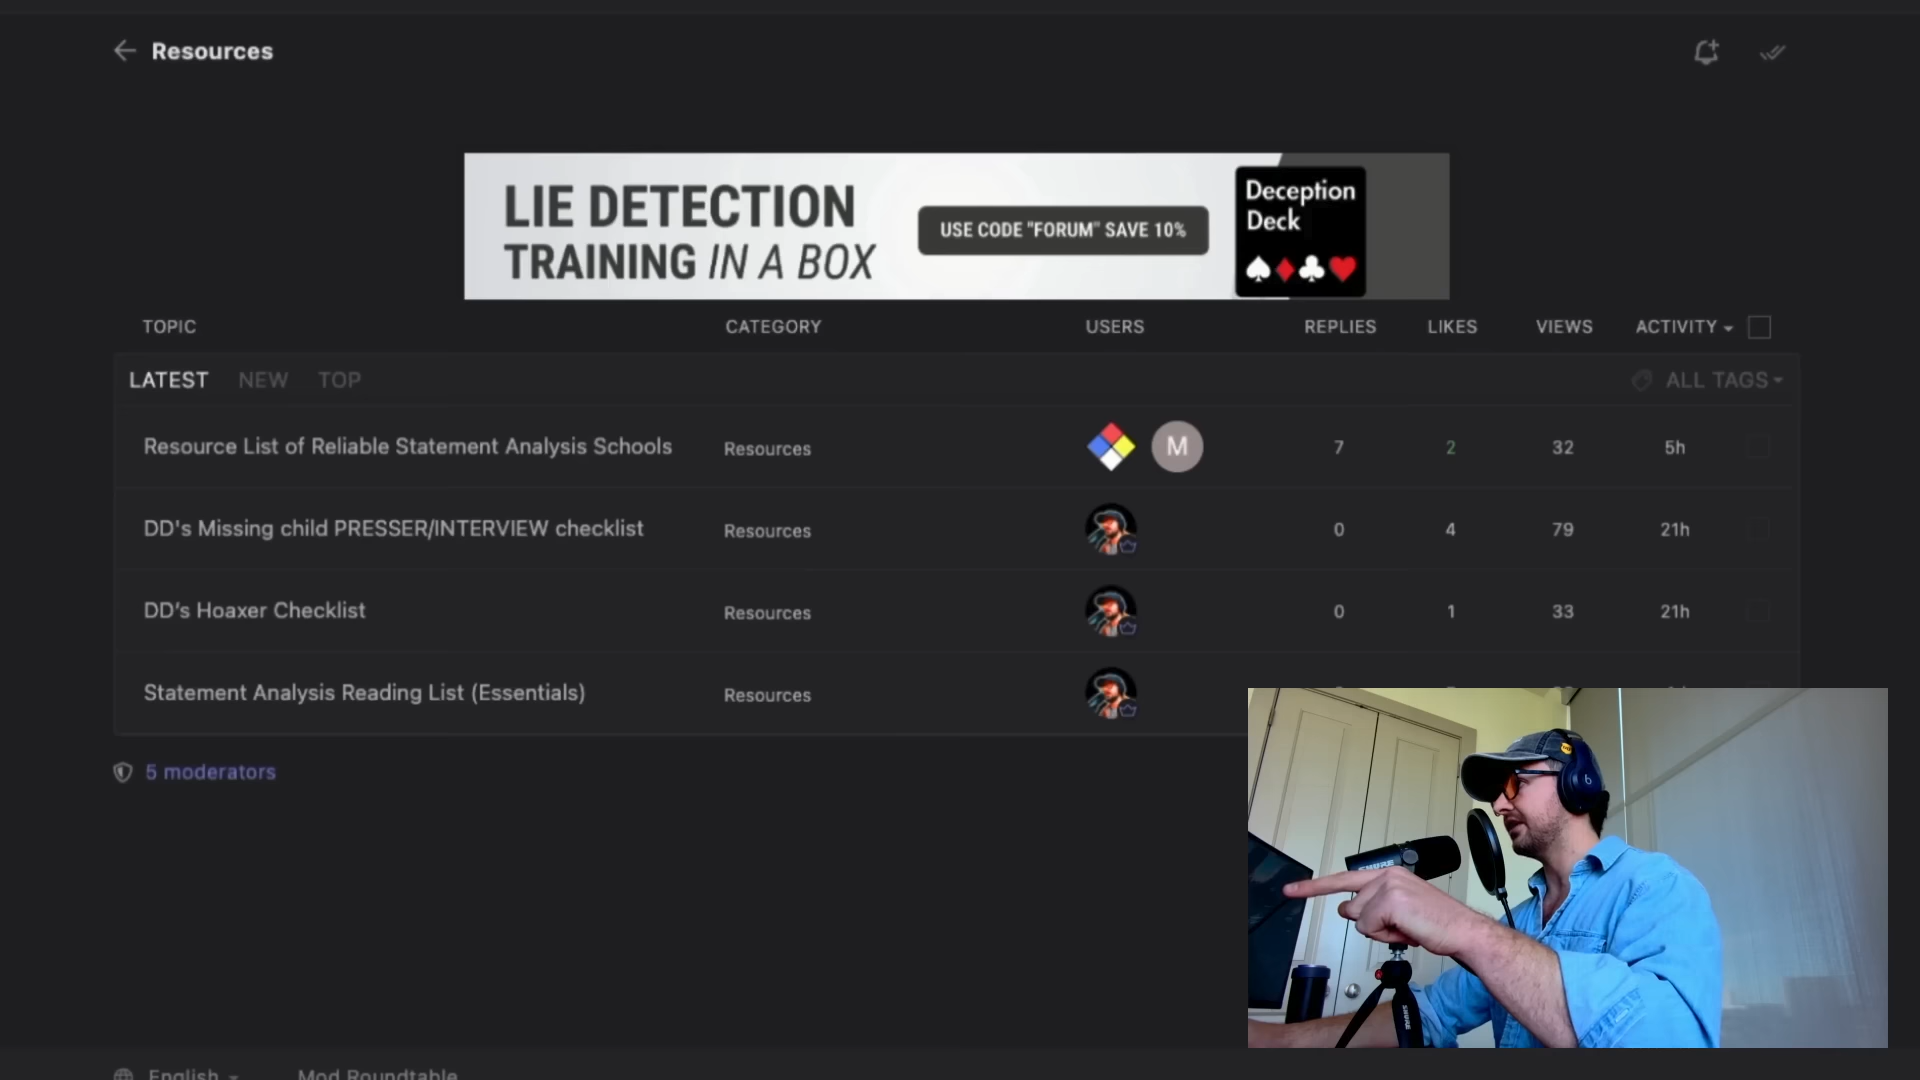 Resources
LIE DETECTION
TRAINING IN A BOX
USE CODE "FORUM" SAVE 10%
Deception
Deck
TOPIC CATEGORY USERS REPLIES LIKES VIEWS ACTIVITY
LATEST NEW TOP ALL TAGS
Resource List of Reliable Statement Analysis Schools Resources M 7 2 32 5h
DD's Missing child PRESSER/INTERVIEW checklist Resources 0 4 79 21h
DD's Hoaxer Checklist Resources 0 1 33 21h
Statement Analysis Reading List (Essentials) Resources
5 moderators
SHURE
SHURE
English Mod Roundtable